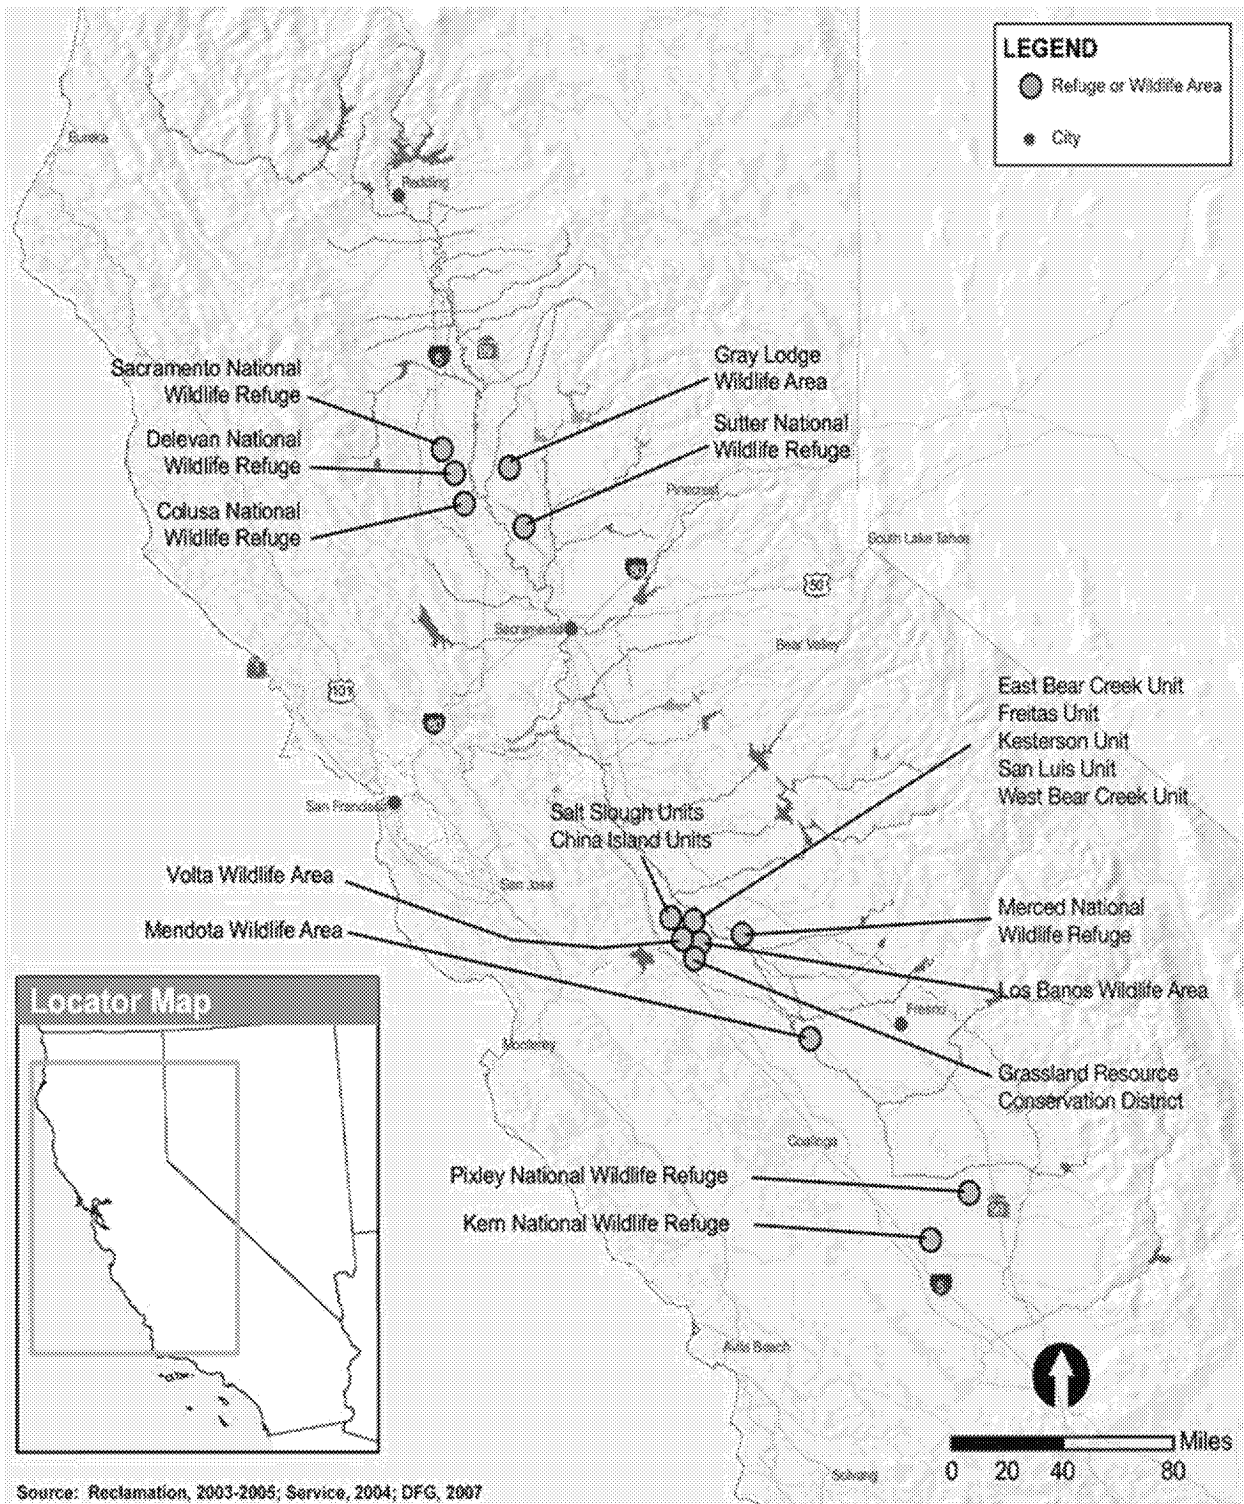 LEGEND
Refuge or Wildlife Area
City
Eureka
Redding
Sacramento National
Wildlife Refuge
Gray Lodge
Wildlife Area
Delevan National
Wildlife Refuge
Sutter National
Wildlife Refuge
Pinecrest
Colusa National
Wildlife Refuge
South Lake Tahoe
50
Sacramento
Bear Valley
101
East Bear Creek Unit
Freitas Unit
Kesterson Unit
San Luis Unit
West Bear Creek Unit
San Francisco
Salt Slough Units
China Island Units
Volta Wildlife Area
San Jose
Mendota Wildlife Area
Merced National
Wildlife Refuge
Los Banos Wildlife Area
Locator Map
Fresno
Monterey
Grassland Resource
Conservation District
Coalinga
Pixley National Wildlife Refuge
Kern National Wildlife Refuge
5
Avila Beach
Miles
0 20 40 80
Solvang
Source: Reclamation, 2003-2005; Service, 2004; DFG, 2007